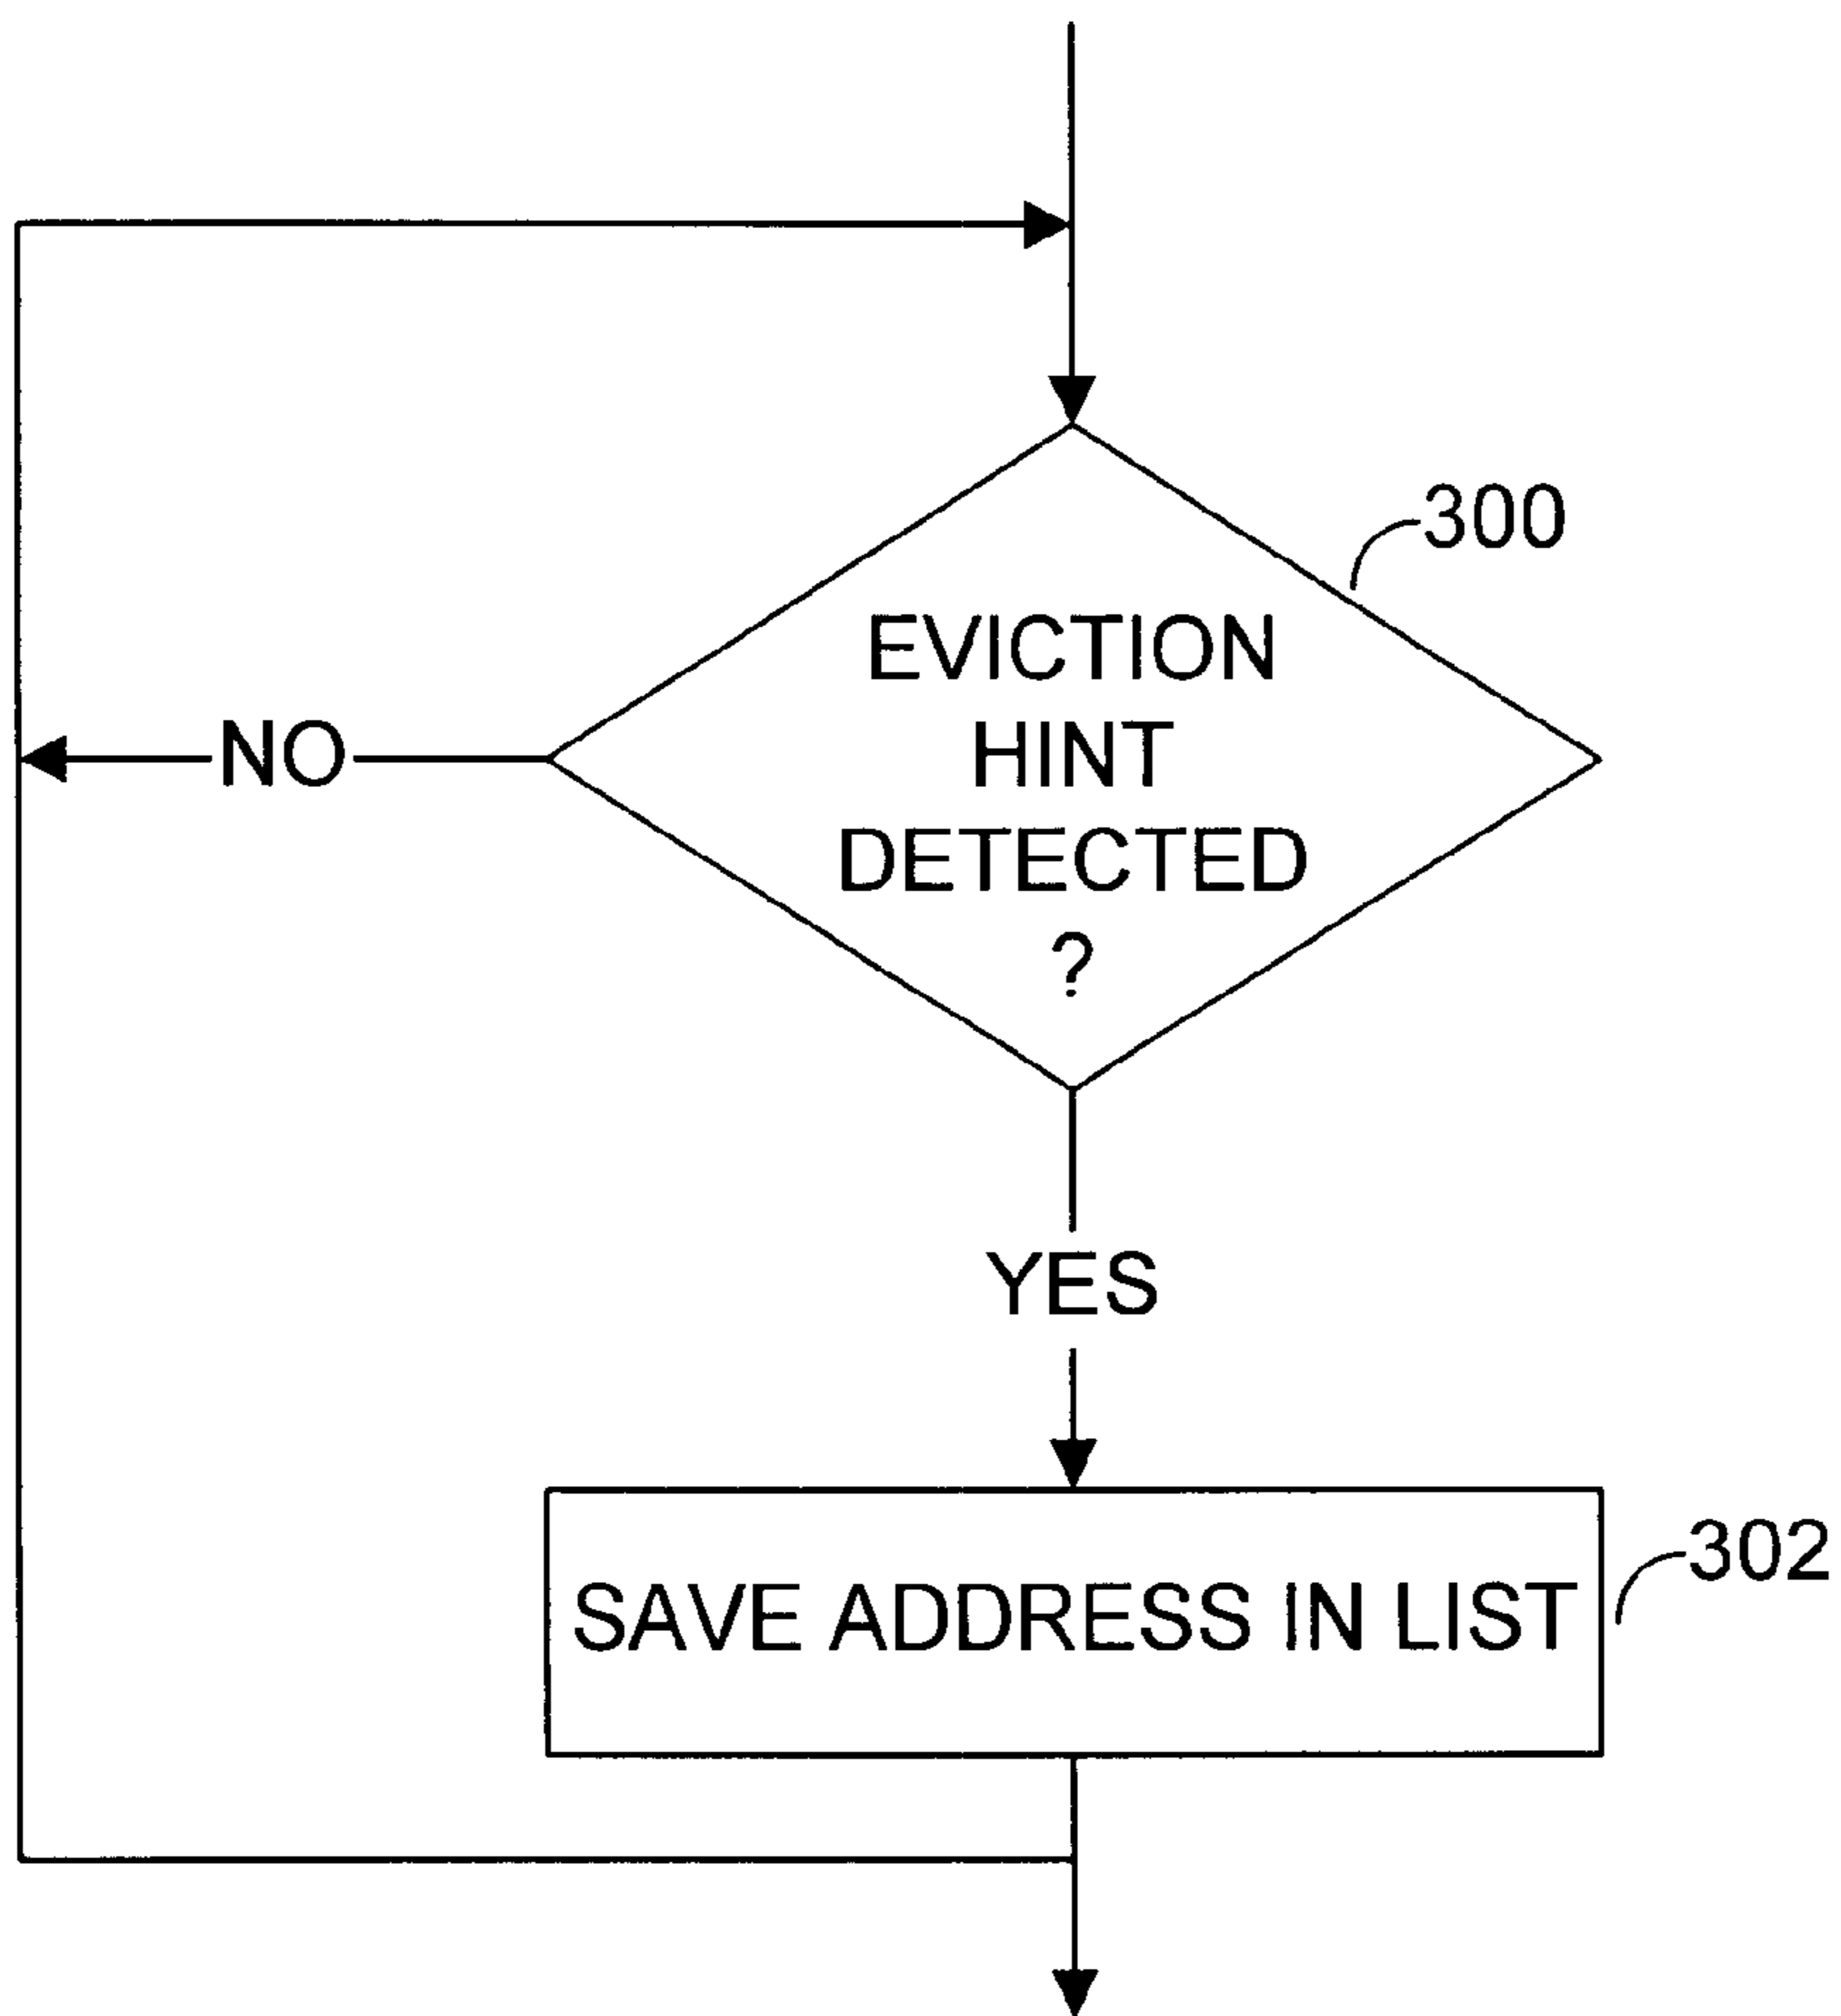 300
EVICTION
HINT
DETECTED
?
NO
YES
SAVE ADDRESS IN LIST
302